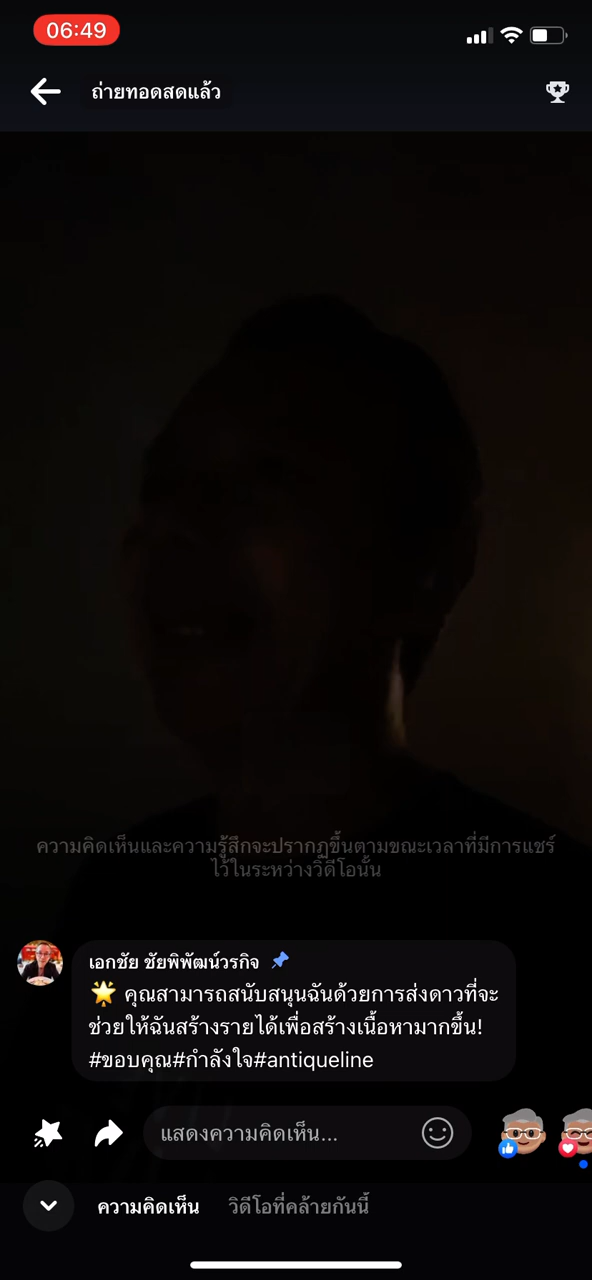 06:49
ถ่ายทอดสดแล้ว
ความคิดเห็นและความรู้สึกจะปรากฏขึ้นตามขณะเวลาที่มีการแชร์
ไว้ในระหว่างวิดีโอนั้น
เอกชัย ชัยพิพัฒน์วรกิจ
🌟 คุณสามารถสนับสนุนฉันด้วยการส่งดาวที่จะ
ช่วยให้ฉันสร้างรายได้เพื่อสร้างเนื้อหามากขึ้น!
#ขอบคุณ#กำลังใจ#antiqueline
แสดงความคิดเห็น...
ความคิดเห็น วิดีโอที่คล้ายกันนี้